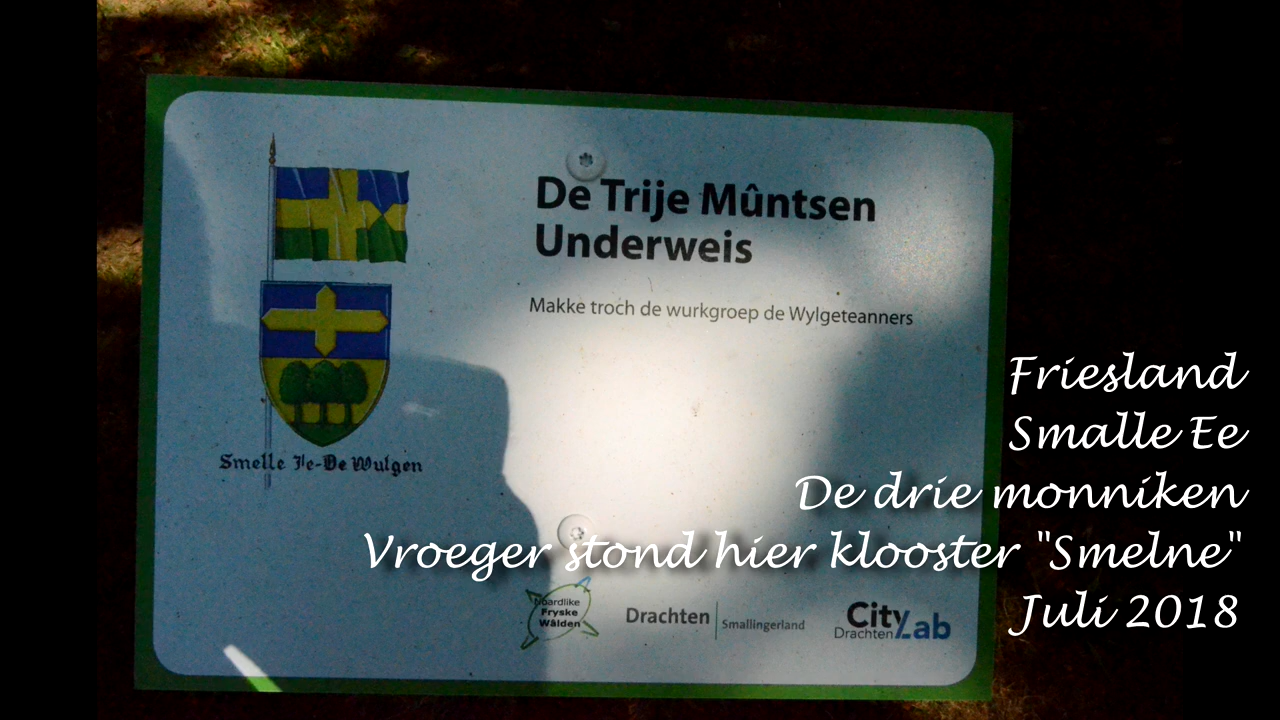 De Trije Mûntsen
Underweis
Makke troch de wurkgroep de Wylgeteanners
Smelle Ie-De Wulgen
Friesland
Smalle Ee
De drie monniken
Vroeger stond hier klooster "Smelne"
Juli 2018
Noardlike
Fryske
Wâlden
Drachten
Smallingerland
City
Drachten Lab